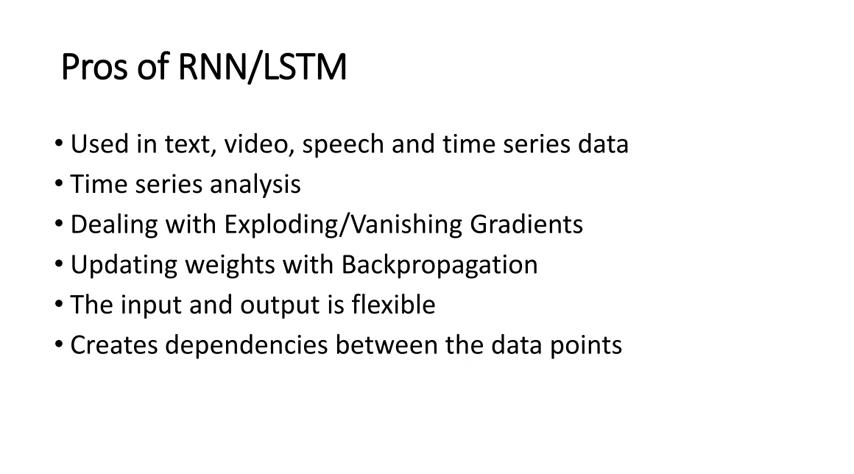 Pros of RNN/LSTM
• Used in text, video, speech and time series data
• Time series analysis
• Dealing with Exploding/Vanishing Gradients
• Updating weights with Backpropagation
• The input and output is flexible
• Creates dependencies between the data points